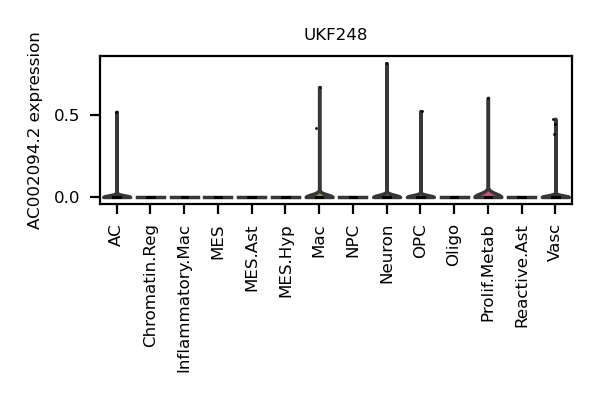 UKF248
AC002094.2 expression
0.5
0.0
AC
Chromatin.Reg
Inflammatory.Mac
MES
MES.Ast
MES.Hyp
Mac
NPC
Neuron
OPC
Oligo
Prolif.Metab
Reactive.Ast
Vasc